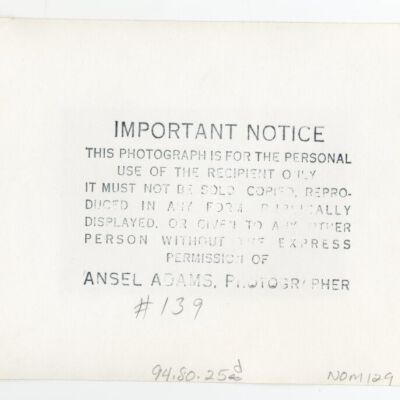 IMPORTANT NOTICE
THIS PHOTOGRAPH IS FOR THE PERSONAL
USE OF THE RECIPIENT ONLY
IT MUST NOT BE SOLD COPIED, REPRO-
DUCED IN ANY FORM PUBLICALLY
DISPLAYED, OR GIVEN TO ANY OTHER
PERSON WITHOUT THE EXPRESS
PERMISSION OF
ANSEL ADAMS, PHOTOGRAPHER
#139
94.80.25d
NOM129